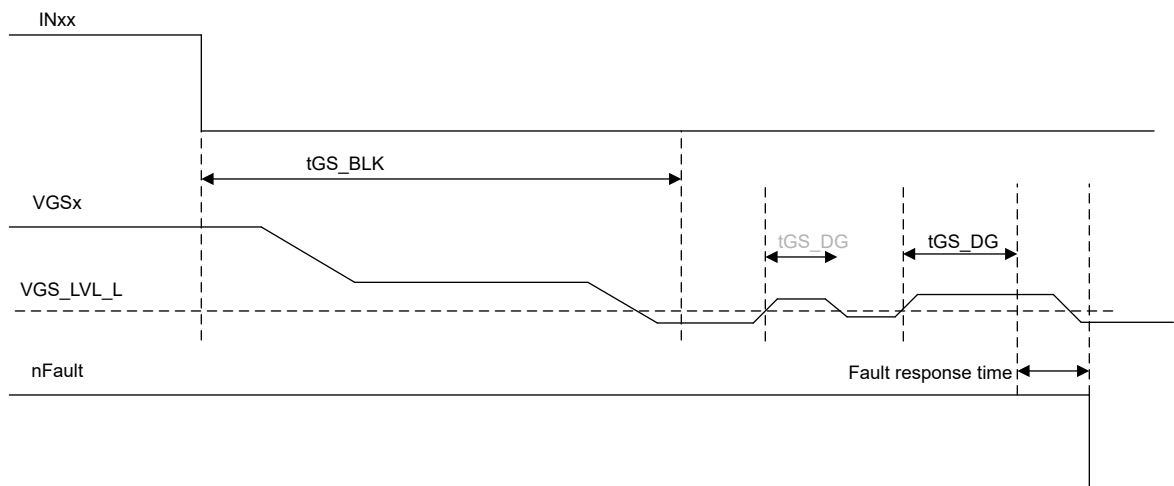 INxx
tGS_BLK
VGSx
tGS_DG
tGS_DG
VGS_LVL_L
nFault
Fault response time